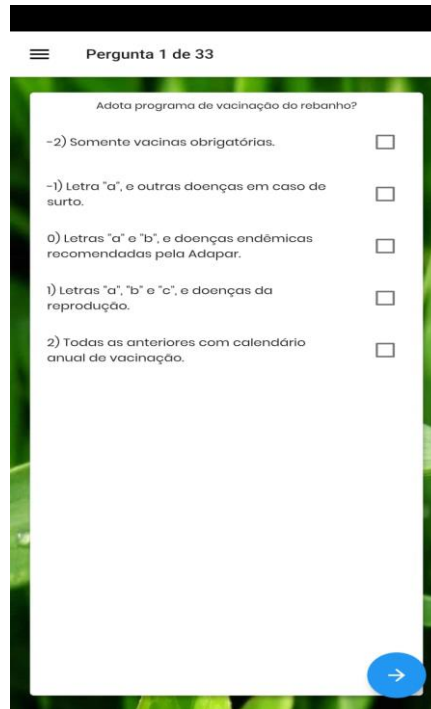 Pergunta 1 de 33
Adota programa de vacinação do rebanho?
-2) Somente vacinas obrigatórias.
-1) Letra "a", e outras doenças em caso de
surto.
0) Letras "a" e "b", e doenças endêmicas
recomendadas pela Adapar.
1) Letras "a", "b" e "c", e doenças da
reprodução.
2) Todas as anteriores com calendário
anual de vacinação.